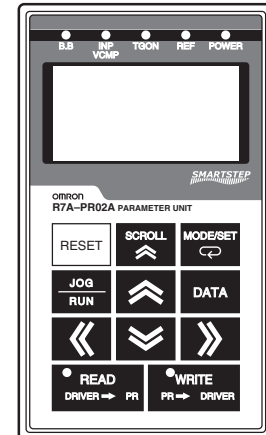 B.B INP TGON REF POWER
VCMP
SMARTSTEP
OMRON
R7A–PR02A PARAMETER UNIT
RESET SCROLL MODE/SET
JOG
RUN DATA
READ WRITE
DRIVER ➡ PR PR ➡ DRIVER